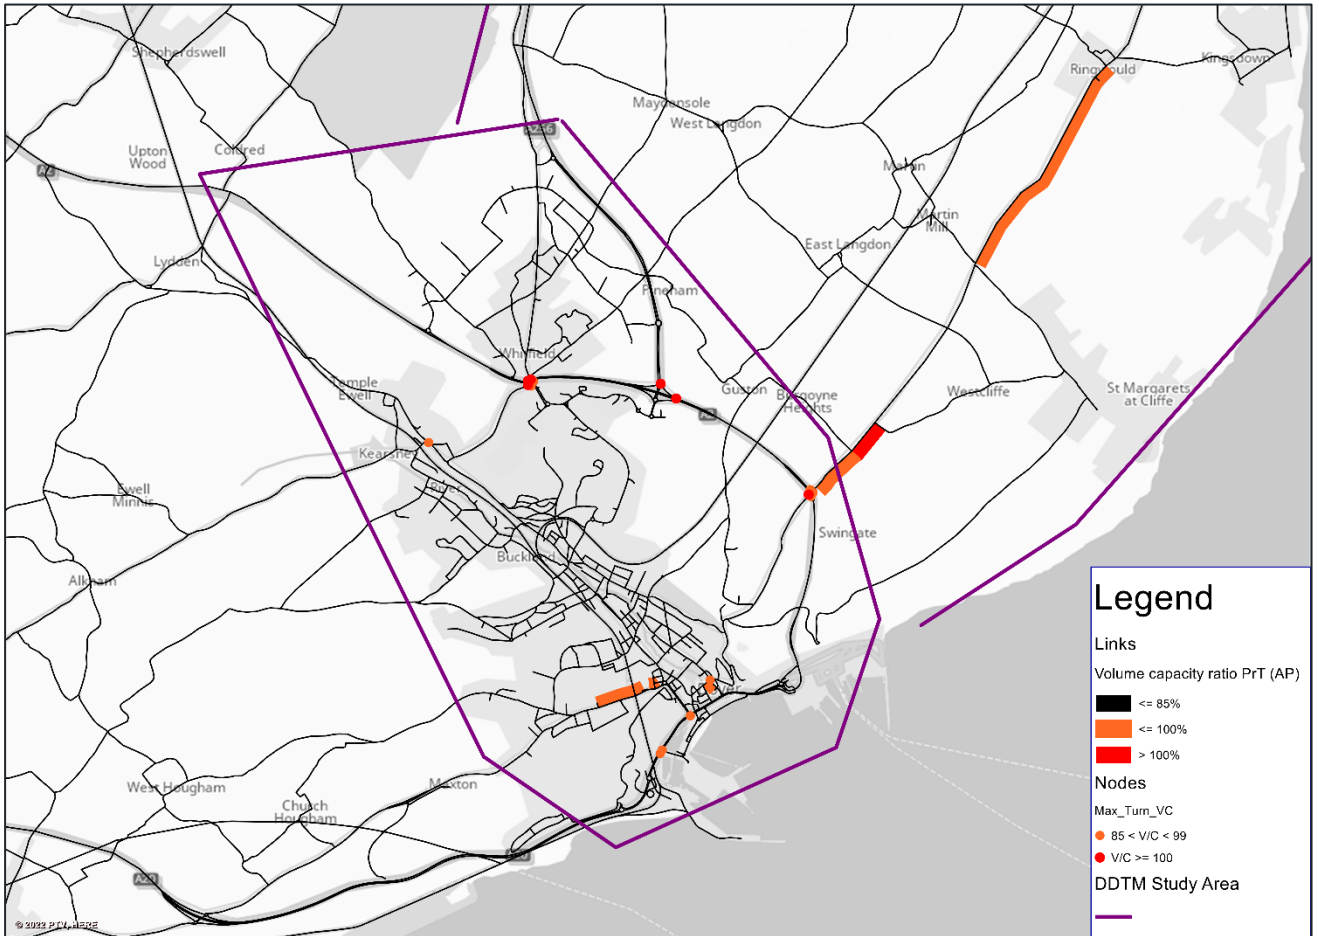 Shepherdswell
Kingsdown
Ringwould
Maydensole
West Langdon
A256
Upton
Wood
Coldred
Martin
A2
Martin
Mill
East Langdon
Lydden
Pineham
Whitfield
Temple
Ewell
Guston
Burgoyne
Heights
Westcliffe
St Margarets
at Cliffe
A2
Kearsney
River
Ewell
Minnis
Swingate
Buckland
Alkham
Dover
Maxton
West Hougham
Church
Hougham
A20
A20
© 2022 PTV, HERE
Legend
Links
Volume capacity ratio PrT (AP)
<= 85%
<= 100%
> 100%
Nodes
Max_Turn_VC
85 < V/C < 99
V/C >= 100
DDTM Study Area